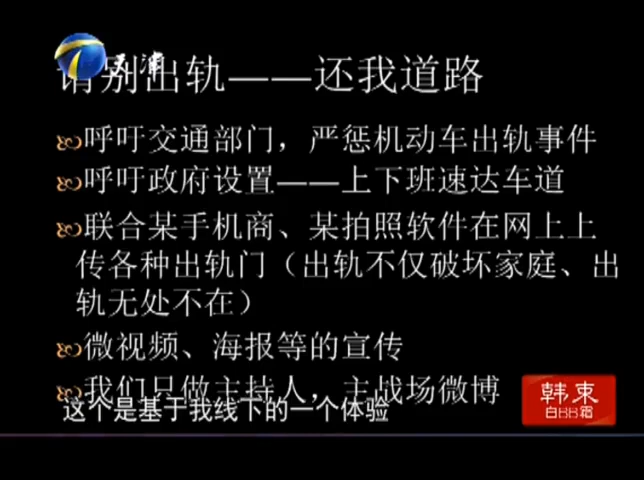 天津
请别出轨——还我道路
呼吁交通部门，严惩机动车出轨事件
呼吁政府设置——上下班速达车道
联合某手机商、某拍照软件在网上上
传各种出轨门（出轨不仅破坏家庭、出
轨无处不在）
微视频、海报等的宣传
我们只做主持人，主战场微博
这个是基于我线下的一个体验
韩束
白BB霜